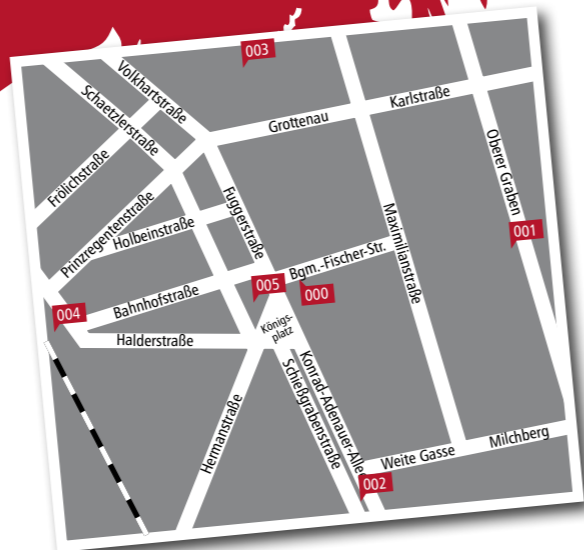 003
Volkhartstraße
Schaetzlerstraße
Grottenau
Karlstraße
Frölichstraße
Oberer Graben
Prinzregentenstraße
Fuggerstraße
Holbeinstraße
Maximilianstraße
001
Bgm.-Fischer-Str.
005
000
Bahnhofstraße
004
Königs-
platz
Halderstraße
Konrad-Adenauer-Alle
Schießgrabenstraße
Hermanstraße
Weite Gasse
Milchberg
002